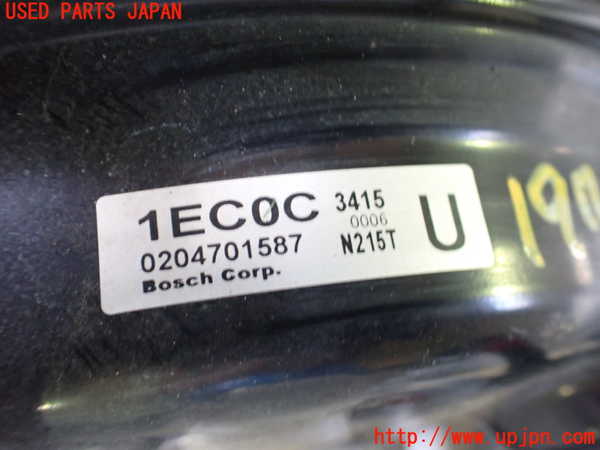 USED PARTS JAPAN
1EC0C 3415
0006
0204701587 N215T U
Bosch Corp.
http://www.upjpn.com/